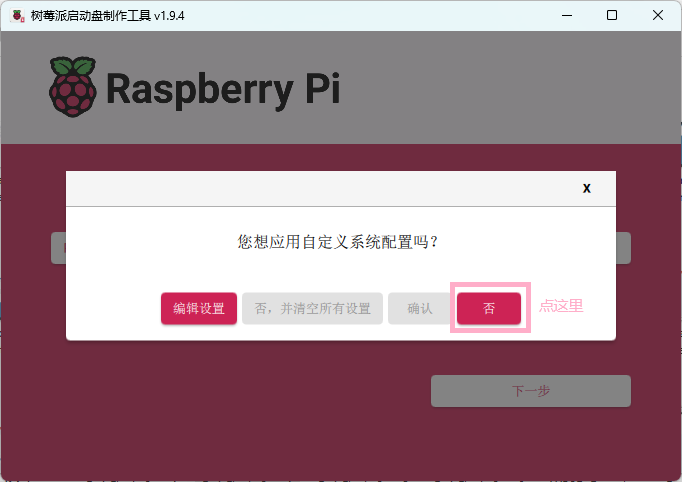 树莓派启动盘制作工具 v1.9.4
Raspberry Pi
x
您想应用自定义系统配置吗？
编辑设置
否，并清空所有设置
确认
否
点这里
下一步